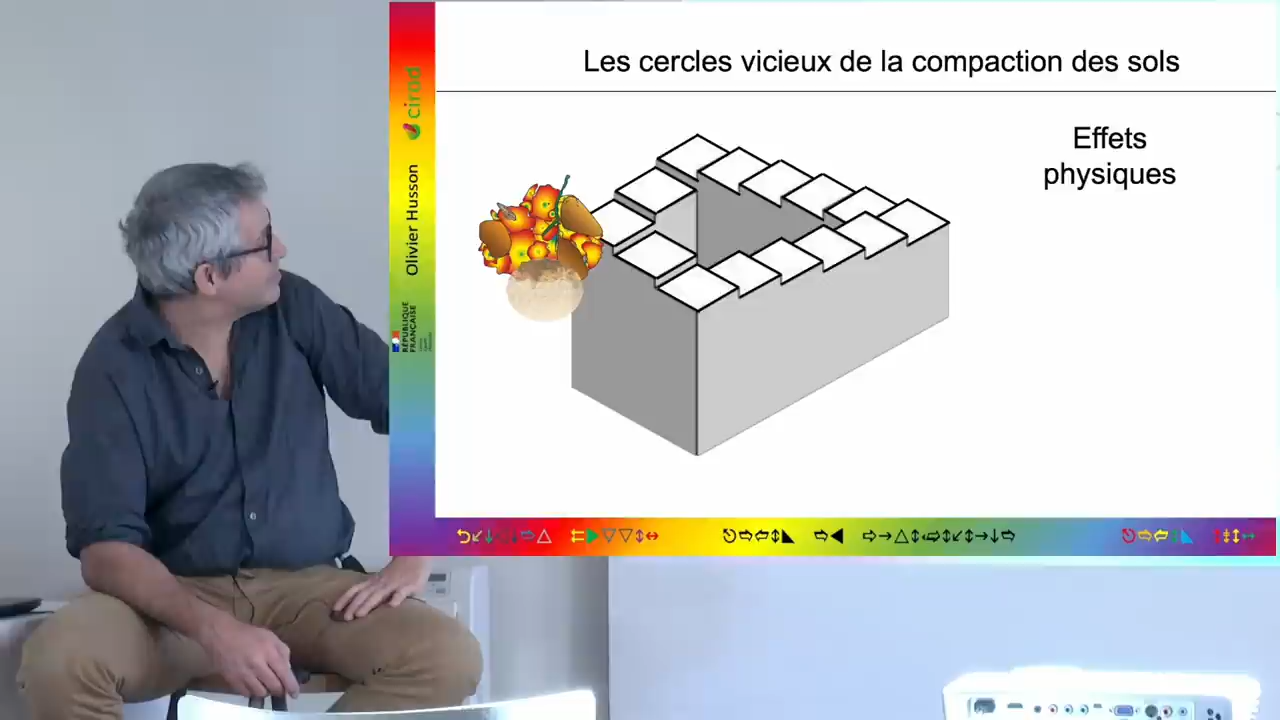 Les cercles vicieux de la compaction des sols
Effets
physiques
cirad
Olivier Husson
RÉPUBLIQUE
FRANÇAISE